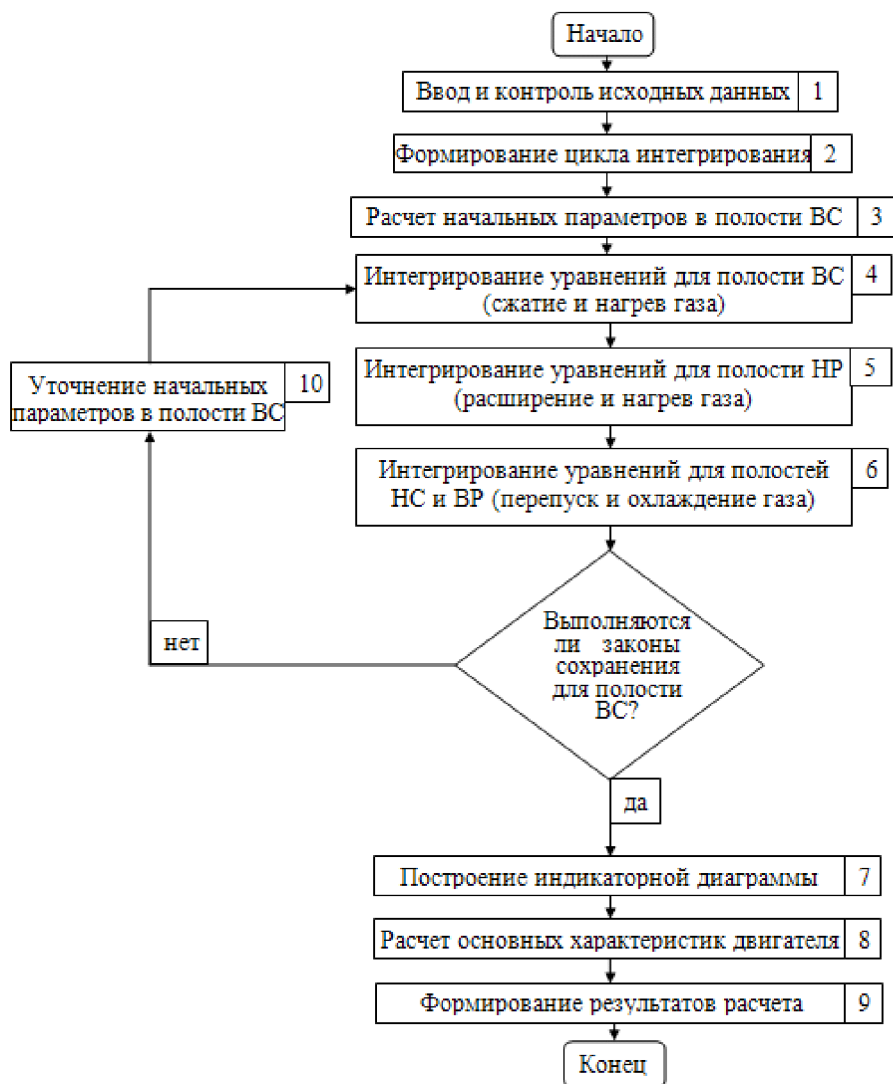 Начало
Ввод и контроль исходных данных 1
Формирование цикла интегрирования 2
Расчет начальных параметров в полости ВС 3
Интегрирование уравнений для полости ВС 4
(сжатие и нагрев газа)
Интегрирование уравнений для полости НР 5
(расширение и нагрев газа)
Уточнение начальных 10
параметров в полости ВС
Интегрирование уравнений для полостей 6
НС и ВР (перепуск и охлаждение газа)
Выполняются
ли законы
сохранения
для полости
ВС?
нет
да
Построение индикаторной диаграммы 7
Расчет основных характеристик двигателя 8
Формирование результатов расчета 9
Конец